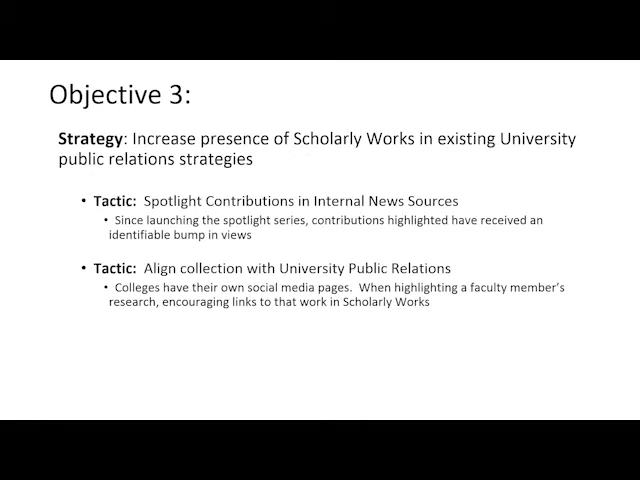 Objective 3:
Strategy: Increase presence of Scholarly Works in existing University
public relations strategies
• Tactic: Spotlight Contributions in Internal News Sources
• Since launching the spotlight series, contributions highlighted have received an
identifiable bump in views
• Tactic: Align collection with University Public Relations
• Colleges have their own social media pages. When highlighting a faculty member's
research, encouraging links to that work in Scholarly Works